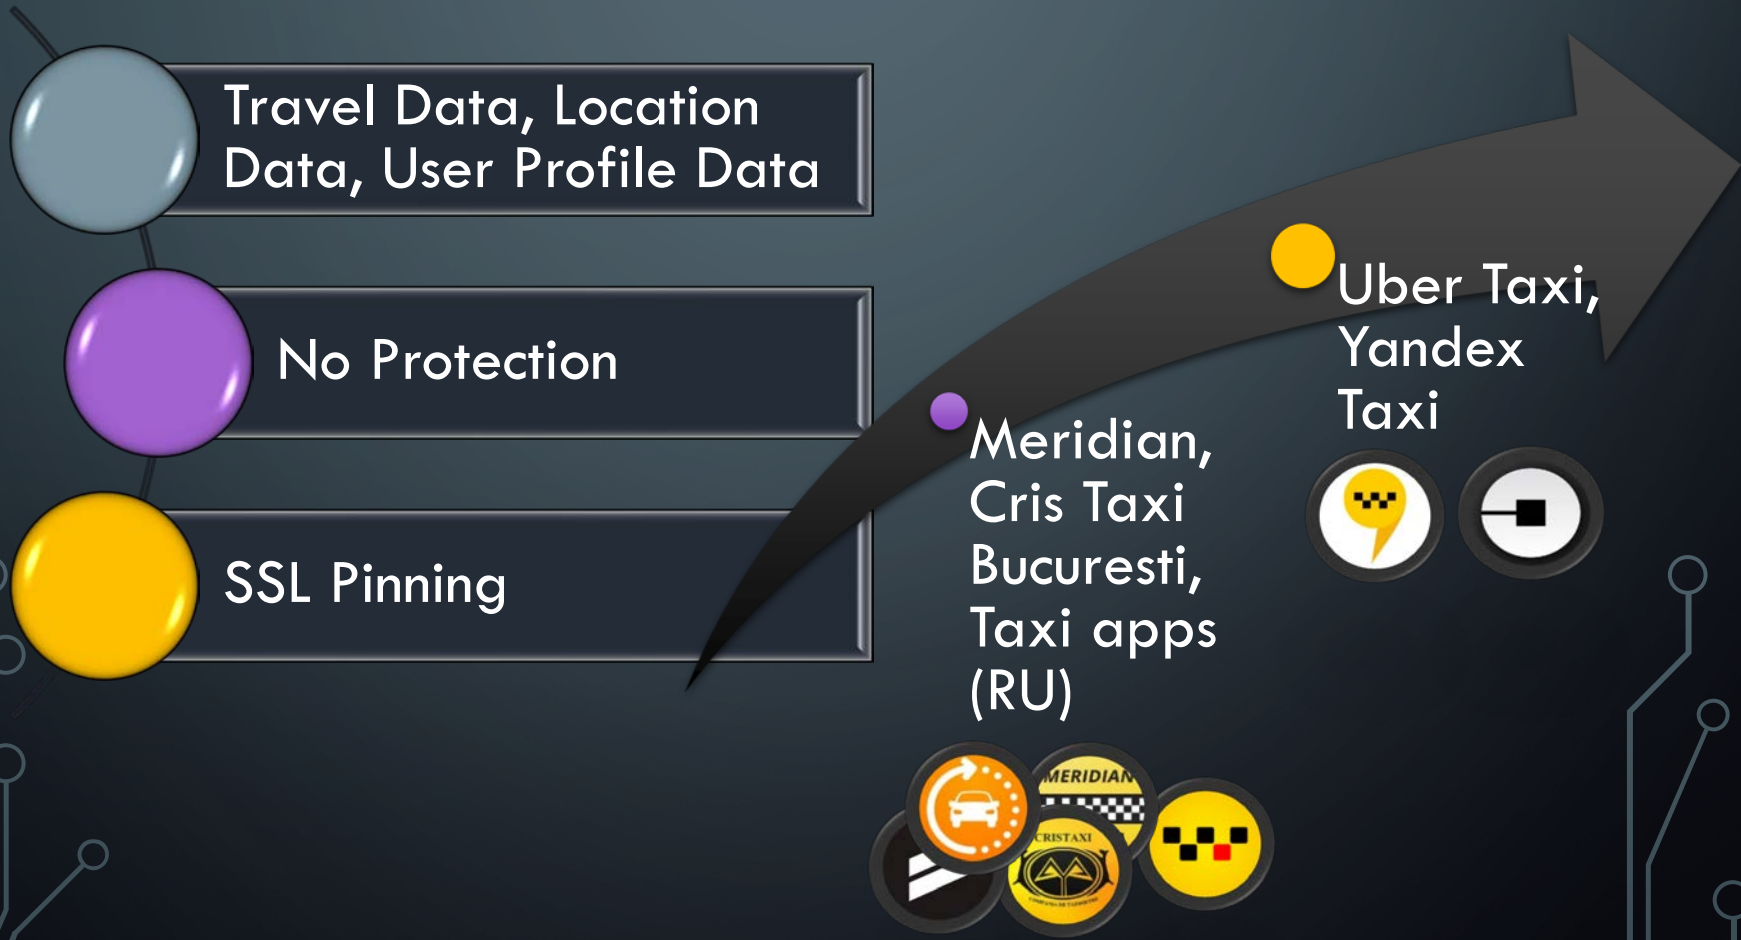 Travel Data, Location
Data, User Profile Data
No Protection
SSL Pinning
Uber Taxi,
Yandex
Taxi
Meridian,
Cris Taxi
Bucuresti,
Taxi apps
(RU)
MERIDIAN
CRISTAXI